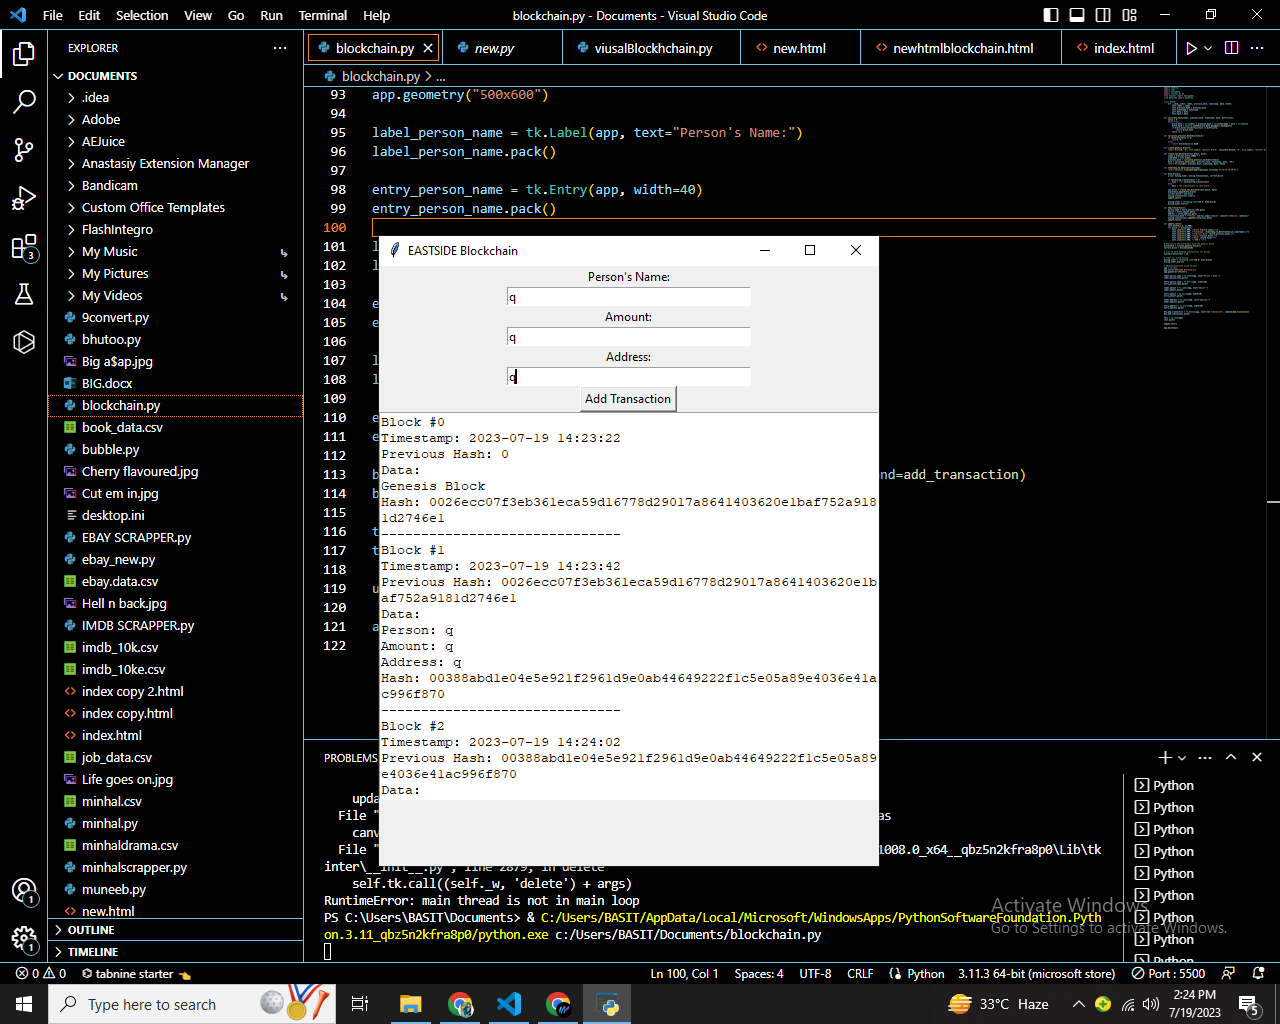 File Edit Selection View Go Run Terminal Help
blockchain.py - Documents - Visual Studio Code
EXPLORER
DOCUMENTS
.idea
Adobe
AEJuice
Anastasiy Extension Manager
Bandicam
Custom Office Templates
FlashIntegro
My Music
My Pictures
My Videos
9convert.py
bhutoo.py
Big a$ap.jpg
BIG.docx
blockchain.py
book_data.csv
bubble.py
Cherry flavoured.jpg
Cut em in.jpg
desktop.ini
EBAY SCRAPPER.py
ebay_new.py
ebay.data.csv
Hell n back.jpg
IMDB SCRAPPER.py
imdb_10k.csv
imdb_10ke.csv
index copy 2.html
index copy.html
index.html
job_data.csv
Life goes on.jpg
minhal.csv
minhal.py
minhaldrama.csv
minhalscrapper.py
muneeb.py
new.html
OUTLINE
TIMELINE
3
1
1
blockchain.py new.py viusalBlockhchain.py new.html newhtmlblockchain.html index.html
blockchain.py > ...
93 app.geometry("500x600")
94
95 label_person_name = tk.Label(app, text="Person's Name:")
96 label_person_name.pack()
97
98 entry_person_name = tk.Entry(app, width=40)
99 entry_person_name.pack()
100
101 l
102 l
103
104 e
105 e
106
107 l
108 l
109
110 e
111 e
112
113 b nd=add_transaction)
114 b
115
116 t
117 t
118
119 u
120
121 a
122
EASTSIDE Blockchain
Person's Name:
q
Amount:
q
Address:
q
Add Transaction
Block #0
Timestamp: 2023-07-19 14:23:22
Previous Hash: 0
Data:
Genesis Block
Hash: 0026ecc07f3eb361eca59d16778d29017a8641403620e1baf752a918
1d2746e1
------------------------------
Block #1
Timestamp: 2023-07-19 14:23:42
Previous Hash: 0026ecc07f3eb361eca59d16778d29017a8641403620e1b
af752a9181d2746e1
Data:
Person: q
Amount: q
Address: q
Hash: 00388abd1e04e5e921f2961d9e0ab44649222f1c5e05a89e4036e41a
c996f870
------------------------------
Block #2
Timestamp: 2023-07-19 14:24:02
Previous Hash: 00388abd1e04e5e921f2961d9e0ab44649222f1c5e05a89
e4036e41ac996f870
Data:
PROBLEMS
upda
File " as
canv
File " 1008.0_x64__qbz5n2kfra8p0\Lib\tk
inter\__init__.py", line 2879, in delete
self.tk.call((self._w, 'delete') + args)
RuntimeError: main thread is not in main loop
PS C:\Users\BASIT\Documents> & C:/Users/BASIT/AppData/Local/Microsoft/WindowsApps/PythonSoftwareFoundation.Pyth
on.3.11_qbz5n2kfra8p0/python.exe c:/Users/BASIT/Documents/blockchain.py
Python
Python
Python
Python
Python
Python
Python
Python
Python
Activate Windows
Go to Settings to activate Windows.
0 0 tabnine starter
Ln 100, Col 1 Spaces: 4 UTF-8 CRLF Python 3.11.3 64-bit (microsoft store) Port : 5500
Type here to search
33°C Haze
2:24 PM
7/19/2023
5